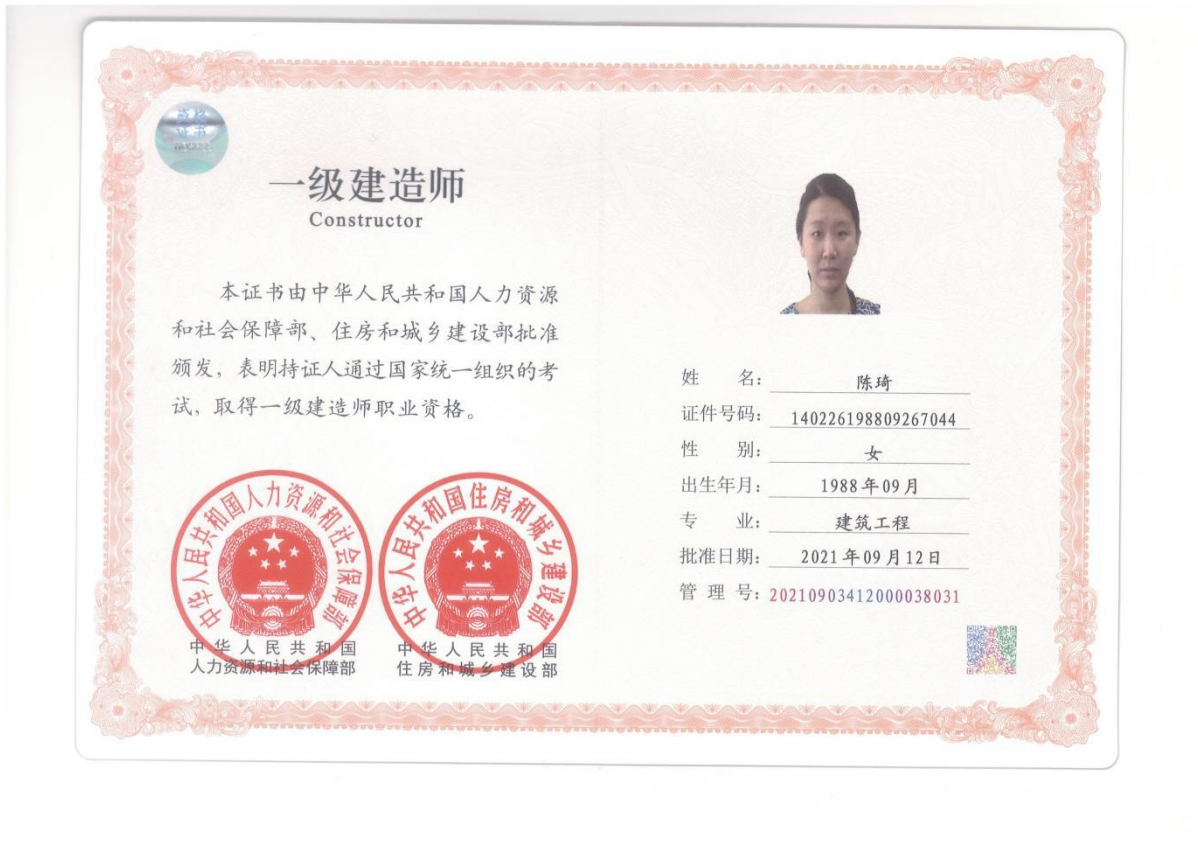 资格
证书
一级建造师
Constructor
本证书由中华人民共和国人力资源
和社会保障部、住房和城乡建设部批准
颁发，表明持证人通过国家统一组织的考
试，取得一级建造师职业资格。
中华人民共和国人力资源和社会保障部
中华人民共和国住房和城乡建设部
中华人民共和国
人力资源和社会保障部
中华人民共和国
住房和城乡建设部
姓 名： 陈琦
证件号码： 140226198809267044
性 别： 女
出生年月： 1988年09月
专 业： 建筑工程
批准日期： 2021年09月12日
管 理 号： 20210903412000038031